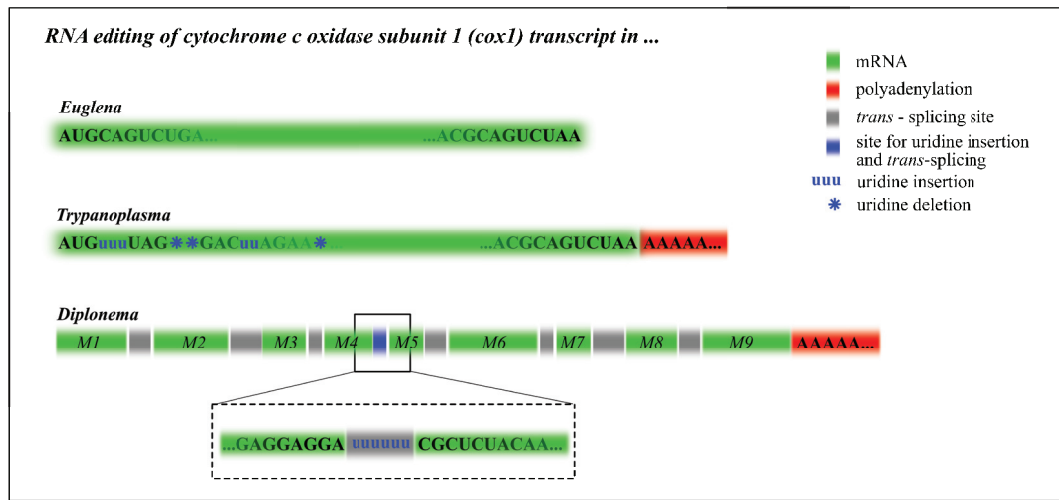 RNA editing of cytochrome c oxidase subunit 1 (cox1) transcript in ...
mRNA
polyadenylation
trans - splicing site
site for uridine insertion
and trans-splicing
uuu uridine insertion
* uridine deletion
Euglena
AUGCAGUCUGA... ...ACGCAGUCUAA
Trypanoplasma
AUGuuuUAG**GACuuAGAA*... ...ACGCAGUCUAA AAAAA...
Diplonema
M1 M2 M3 M4 M5 M6 M7 M8 M9 AAAAA...
...GAGGAGGA uuuuuu CGCUCUACAA...